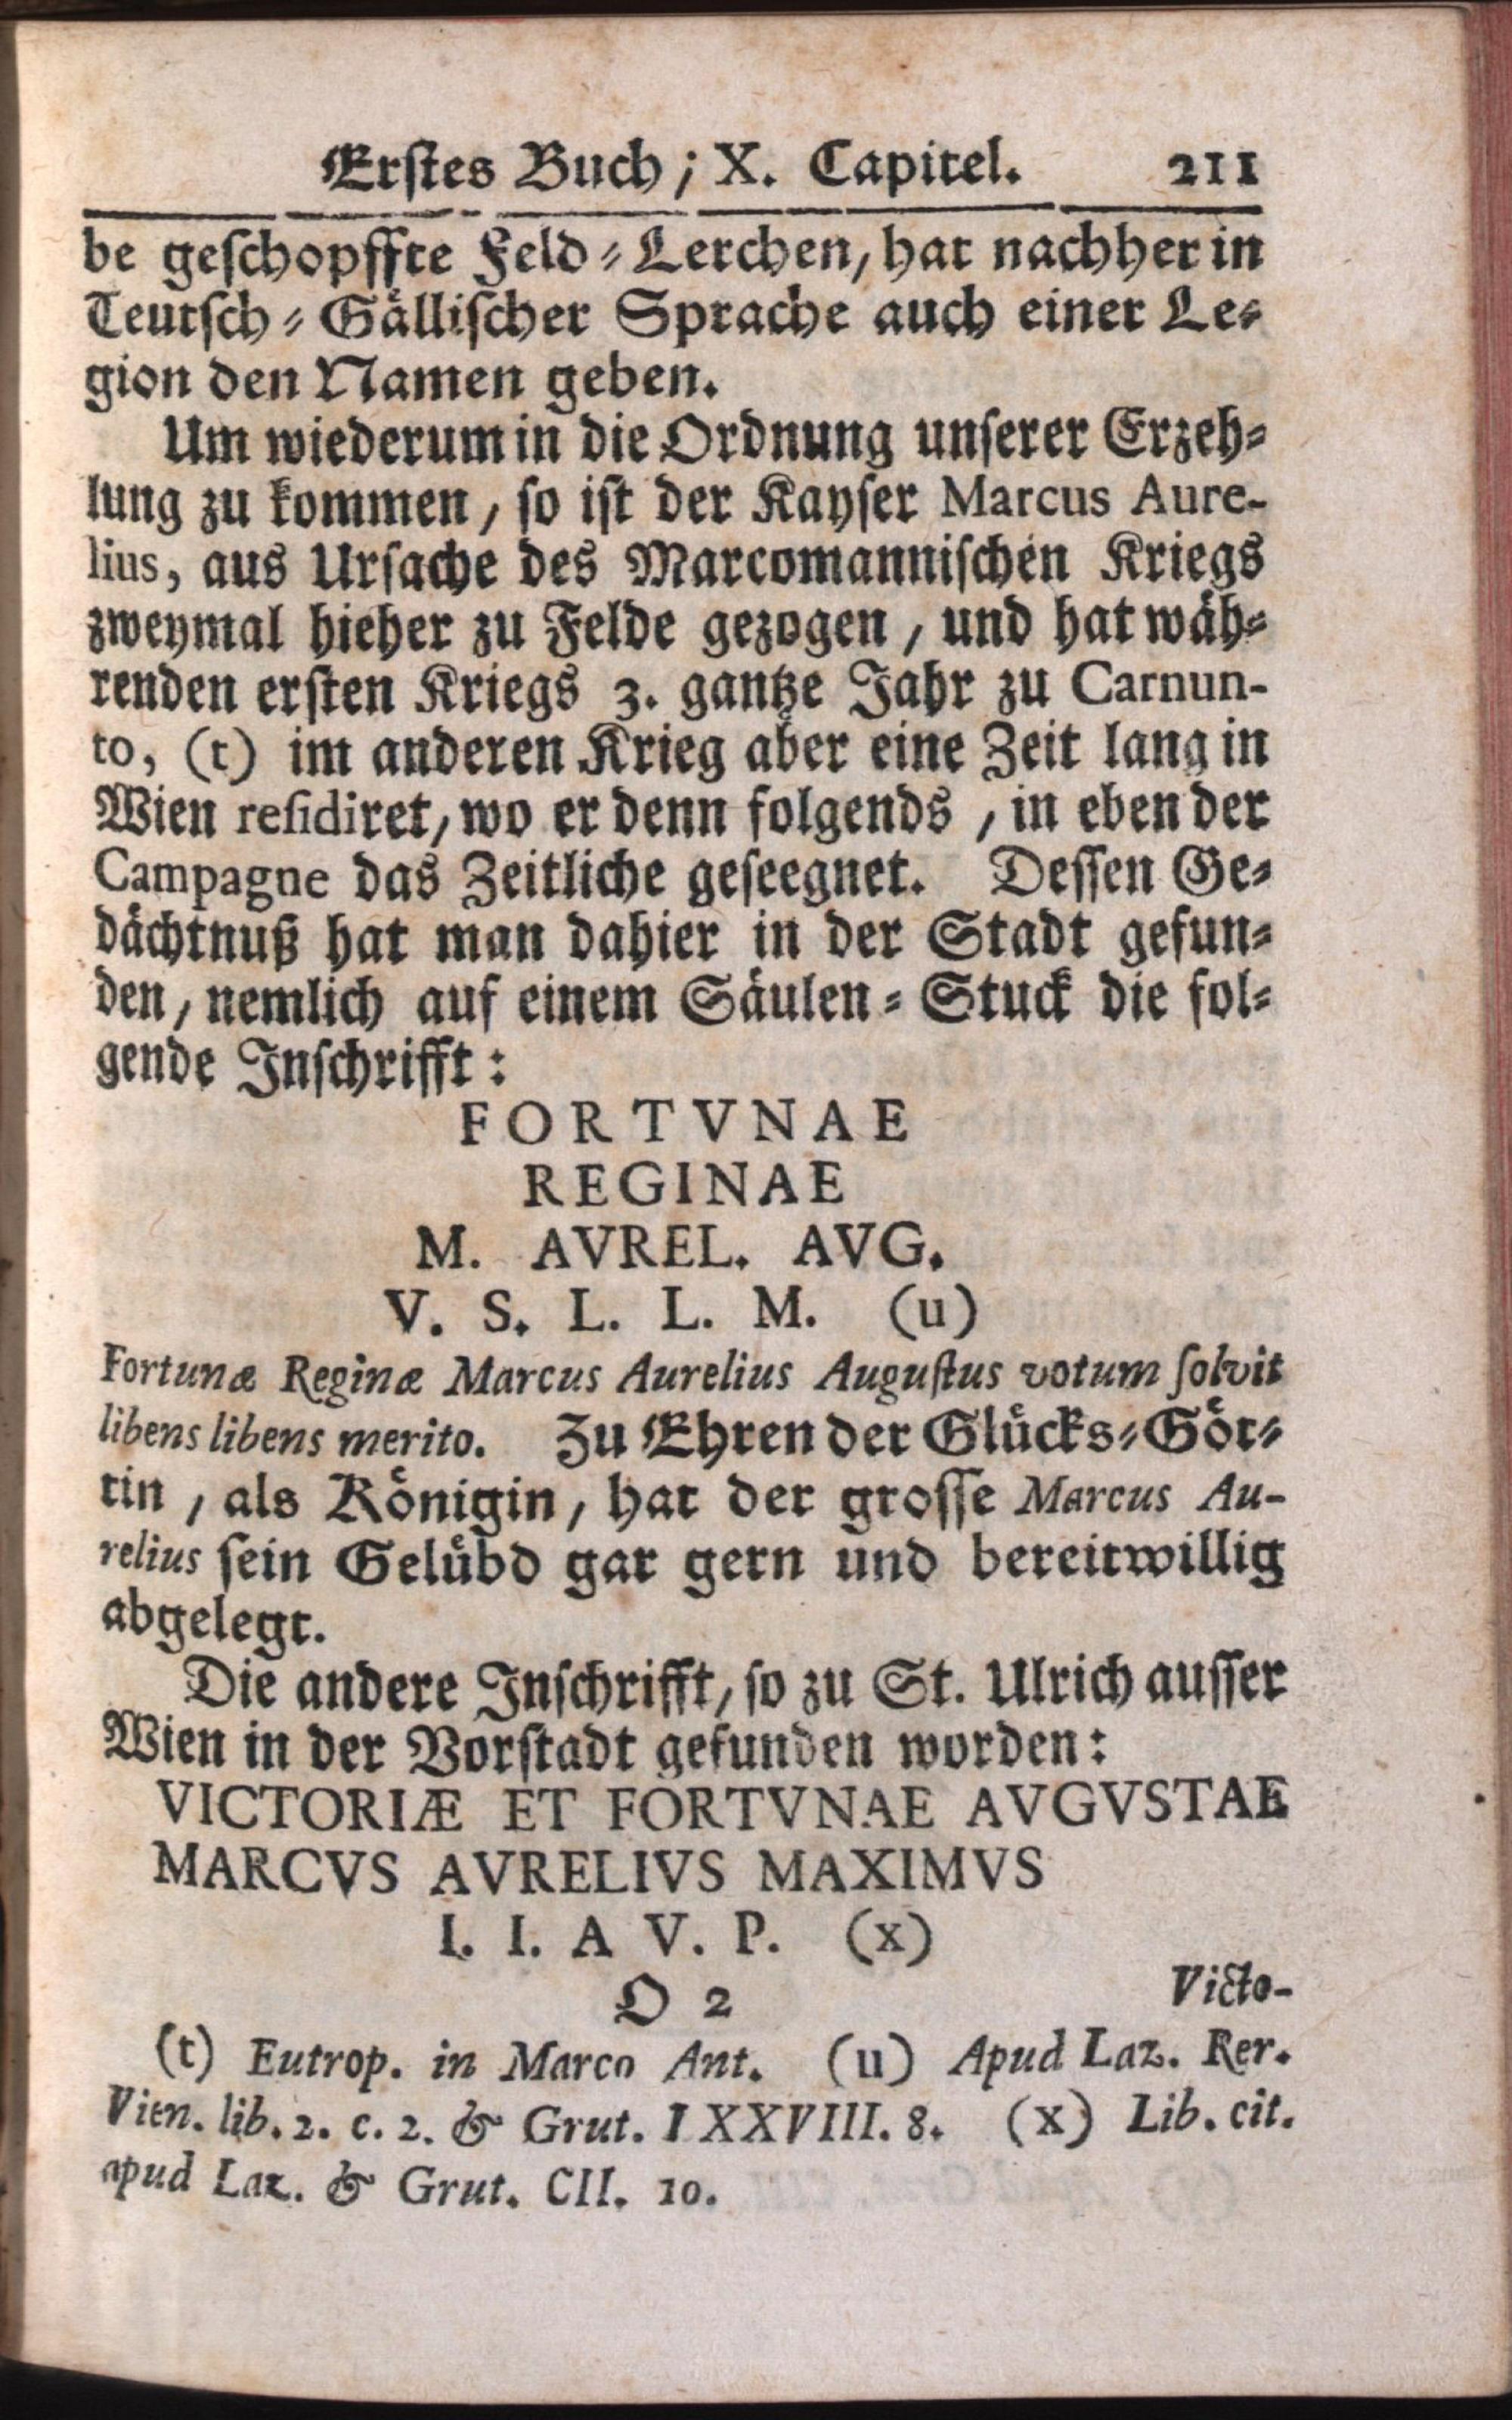 Erstes Buch; X. Capitel. 211
be geschopffte Feld-Lerchen, hat nachher in
Teutsch-Gällischer Sprache auch einer Le-
gion den Namen geben.
Um wiederum in die Ordnung unserer Erzeh-
lung zu kommen, so ist der Kayser Marcus Aure-
lius, aus Ursache des Marcomannischen Kriegs
zweymal hieher zu Felde gezogen, und hat wäh-
renden ersten Kriegs 3. gantze Jahr zu Carnun-
to, (t) im anderen Krieg aber eine Zeit lang in
Wien residiret, wo er denn folgends, in eben der
Campagne das Zeitliche geseegnet. Dessen Ge-
dächtnuß hat man dahier in der Stadt gefun-
den, nemlich auf einem Säulen-Stuck die fol-
gende Inschrifft:
FORTVNAE
REGINAE
M. AVREL. AVG.
V. S. L. L. M. (u)
Fortunæ Reginæ Marcus Aurelius Augustus votum solvit
libens libens merito. Zu Ehren der Glücks-Göt-
tin, als Königin, hat der grosse Marcus Au-
relius sein Gelübd gar gern und bereitwillig
abgelegt.
Die andere Inschrifft, so zu St. Ulrich ausser
Wien in der Vorstadt gefunden worden:
VICTORIÆ ET FORTVNAE AVGVSTAE
MARCVS AVRELIVS MAXIMVS
I. I. A V. P. (x)
O 2 Victo-
(t) Eutrop. in Marco Ant. (u) Apud Laz. Rer.
Vien. lib. 2. c. 2. & Grut. IXXVIII. 8. (x) Lib. cit.
apud Laz. & Grut. CII. 10.